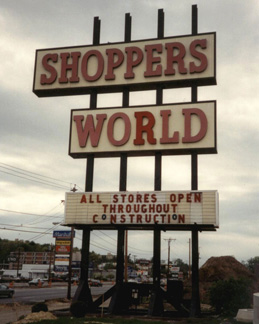 SHOPPERS
WORLD
ALL STORES OPEN
THROUGHOUT
CONSTRUCTION